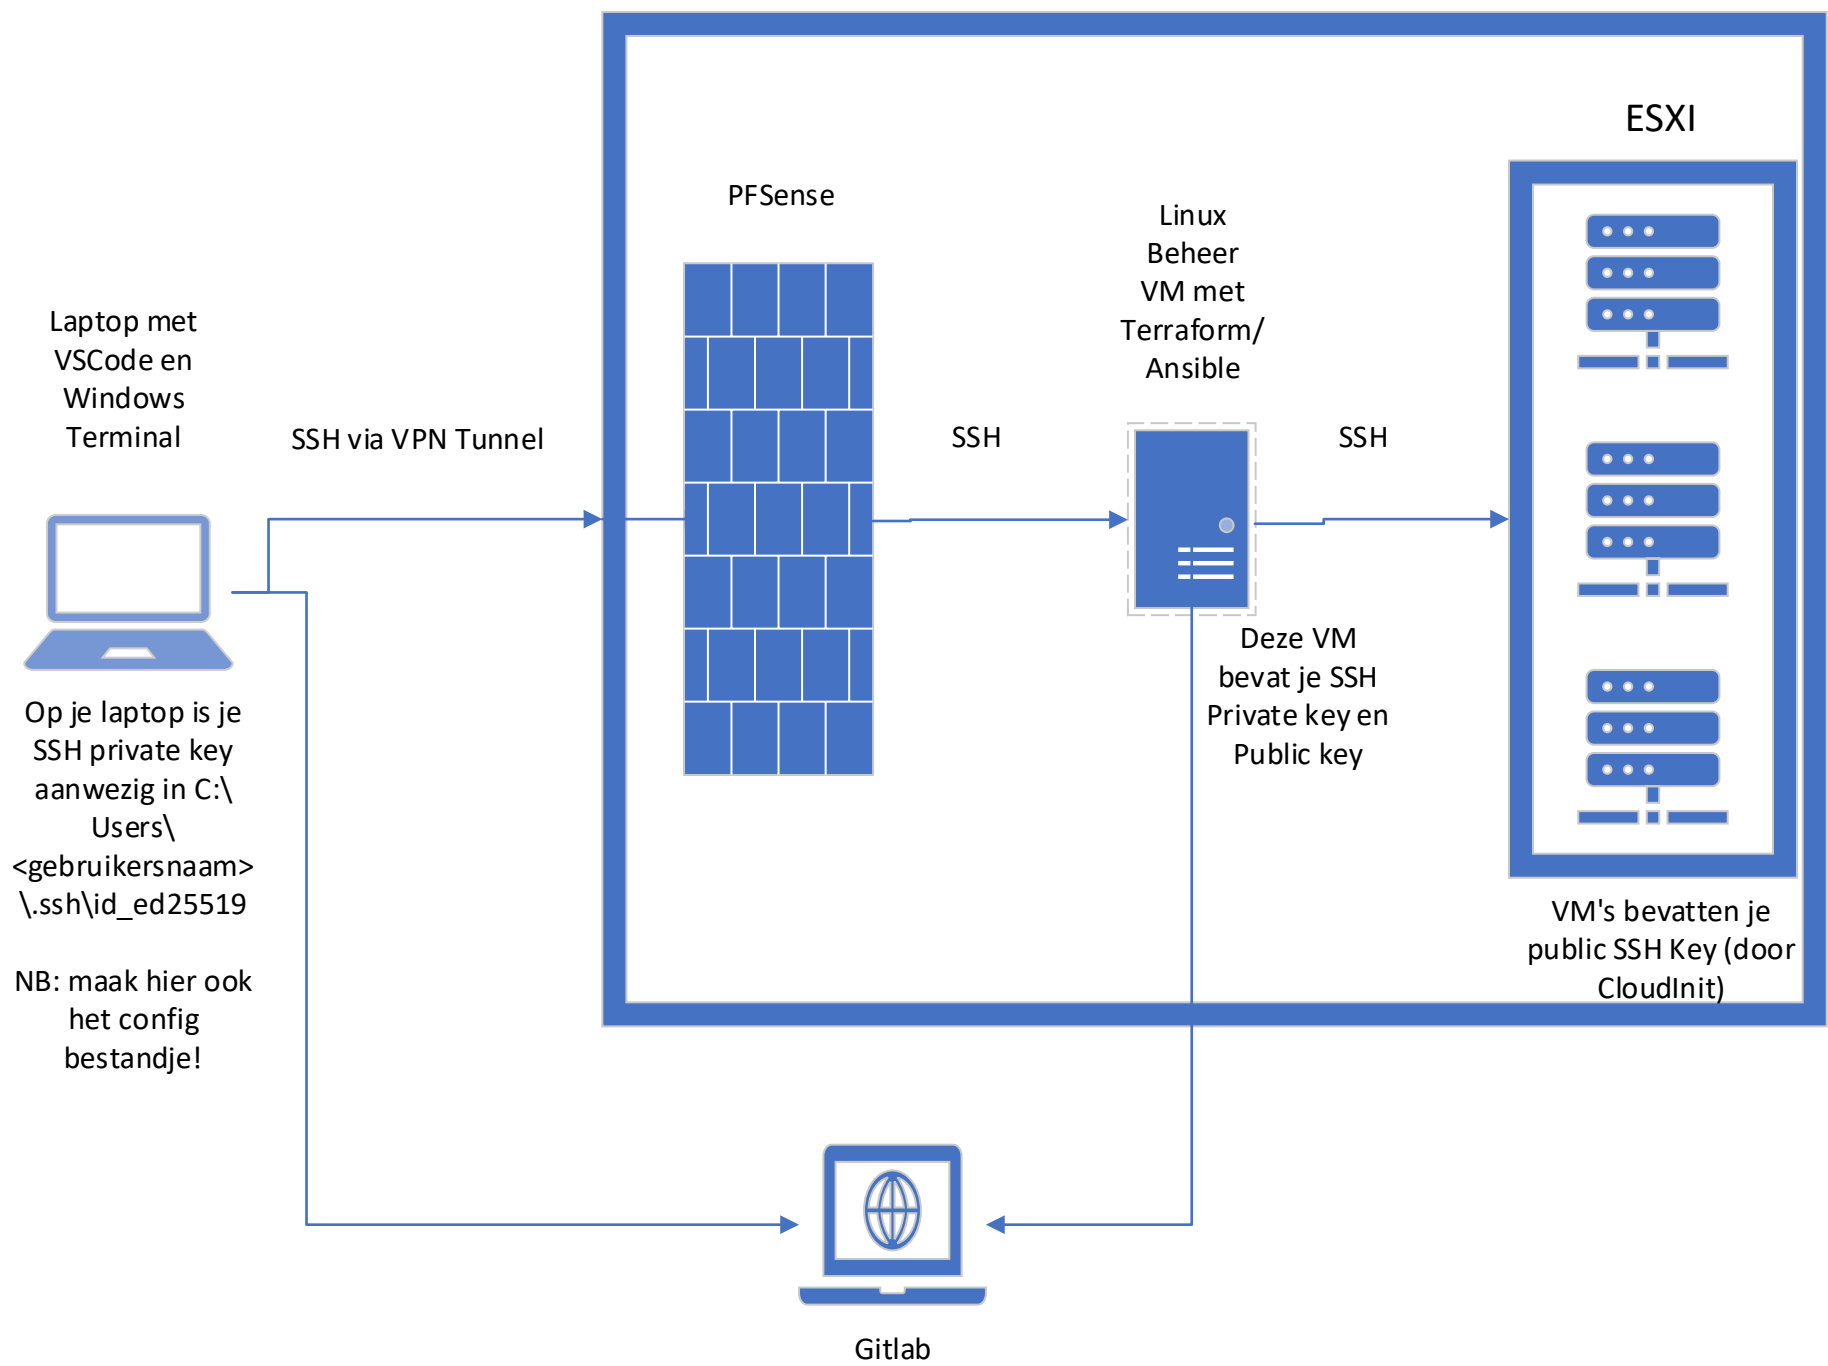 ESXI
PFSense
Linux
Beheer
VM met
Terraform/
Ansible
Laptop met
VSCode en
Windows
Terminal
SSH via VPN Tunnel
SSH
SSH
Deze VM
bevat je SSH
Private key en
Public key
Op je laptop is je
SSH private key
aanwezig in C:\
Users\
<gebruikersnaam>
\.ssh\id_ed25519
NB: maak hier ook
het config
bestandje!
VM's bevatten je
public SSH Key (door
CloudInit)
Gitlab